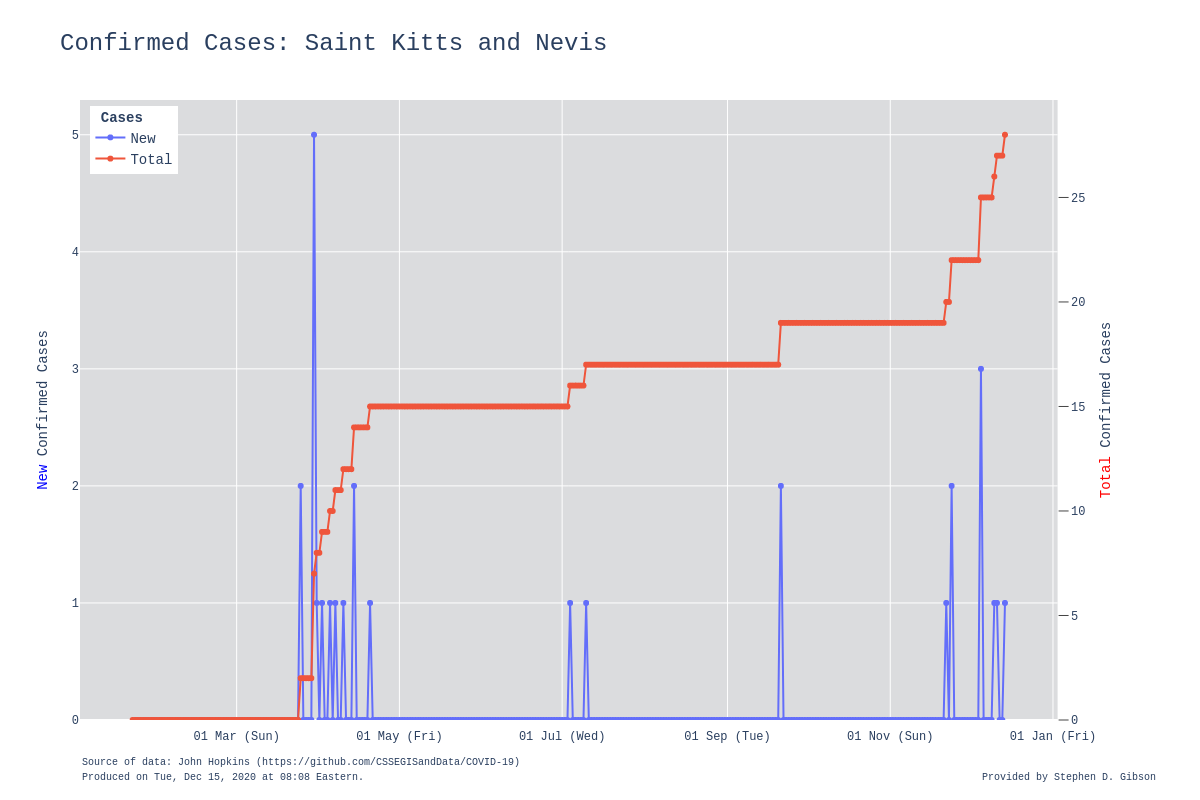 Confirmed Cases: Saint Kitts and Nevis
Cases
New
Total
5
4
3
2
1
0
New Confirmed Cases
25
20
15
10
5
0
Total Confirmed Cases
01 Mar (Sun)
01 May (Fri)
01 Jul (Wed)
01 Sep (Tue)
01 Nov (Sun)
01 Jan (Fri)
Source of data: John Hopkins (https://github.com/CSSEGISandData/COVID-19)
Produced on Tue, Dec 15, 2020 at 08:08 Eastern.
Provided by Stephen D. Gibson